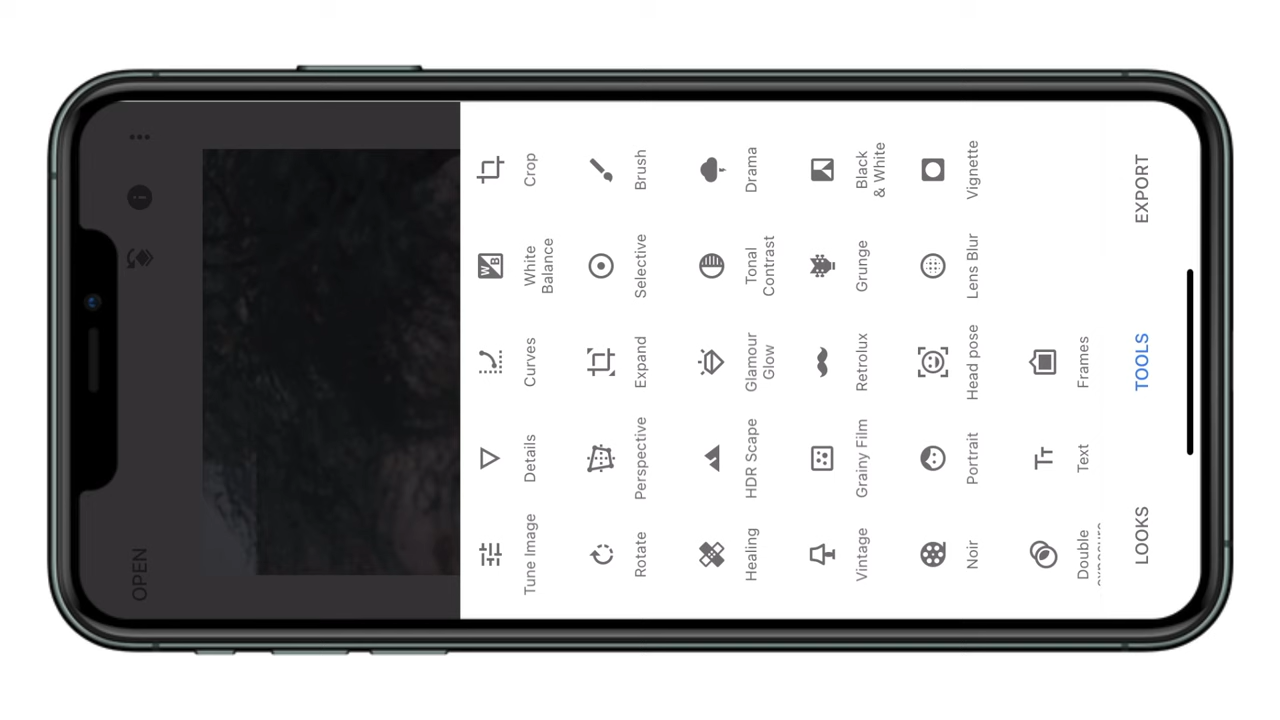 OPEN
Tune Image
Details
Curves
White
Balance
Crop
Rotate
Perspective
Expand
Selective
Brush
Healing
HDR Scape
Glamour
Glow
Tonal
Contrast
Drama
Vintage
Grainy Film
Retrolux
Grunge
Black
& White
Noir
Portrait
Head pose
Lens Blur
Vignette
Double
Text
Frames
LOOKS
TOOLS
EXPORT